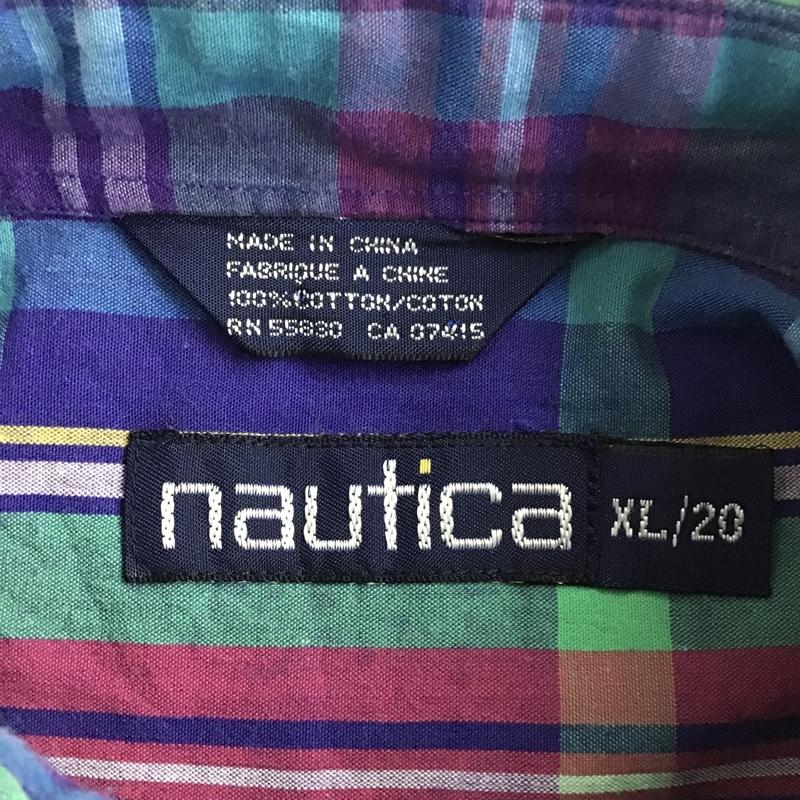 MADE IN CHINA
FABRIQUE A CHINE
100% COTTON/COTON
RN 55830 CA 07415
nautica
XL/20